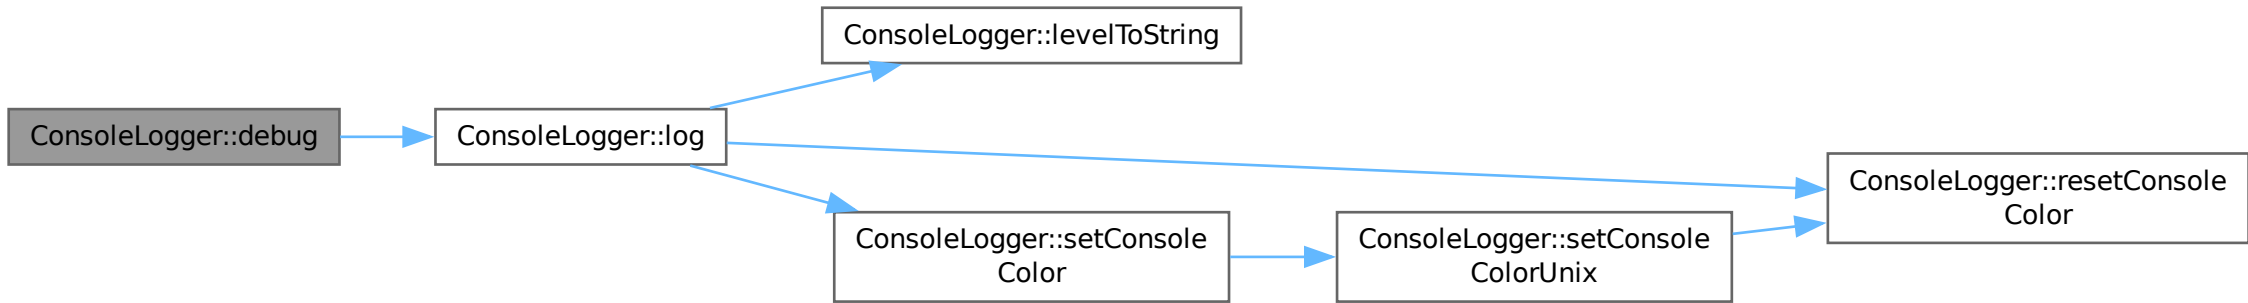 ConsoleLogger::debug
ConsoleLogger::log
ConsoleLogger::levelToString
ConsoleLogger::setConsole
Color
ConsoleLogger::setConsole
ColorUnix
ConsoleLogger::resetConsole
Color